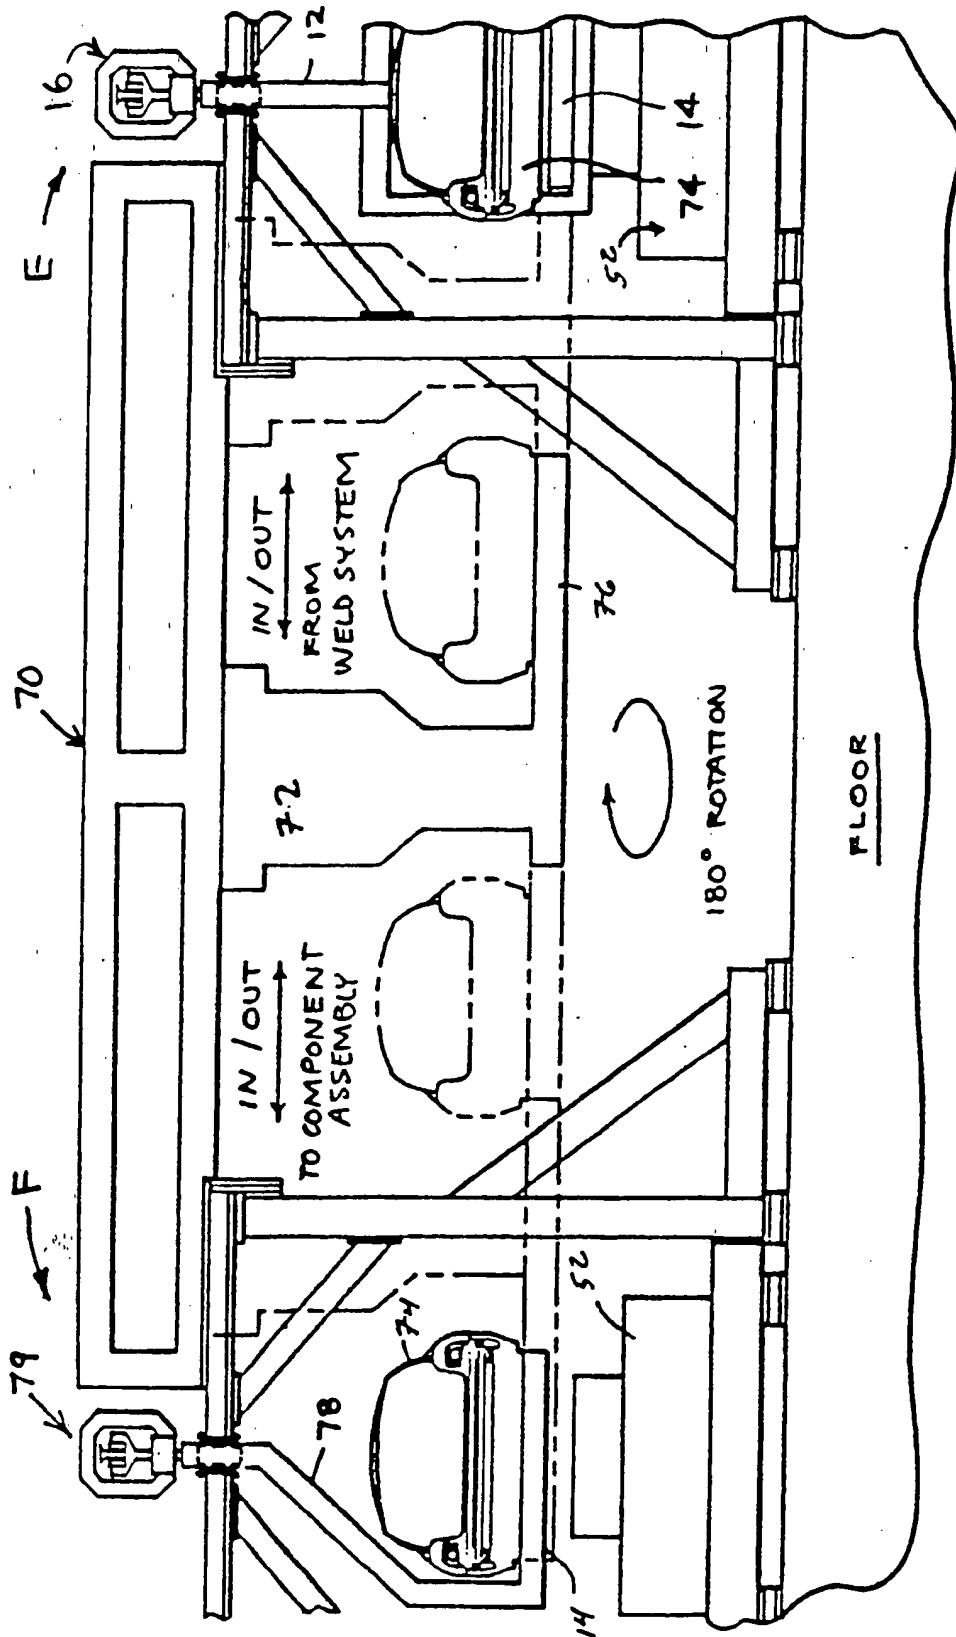 79
F
70
E
16
12
IN / OUT
TO COMPONENT
ASSEMBLY
72
IN / OUT
FROM
WELD SYSTEM
78
74
14
52
180° ROTATION
76
52
74
14
FLOOR